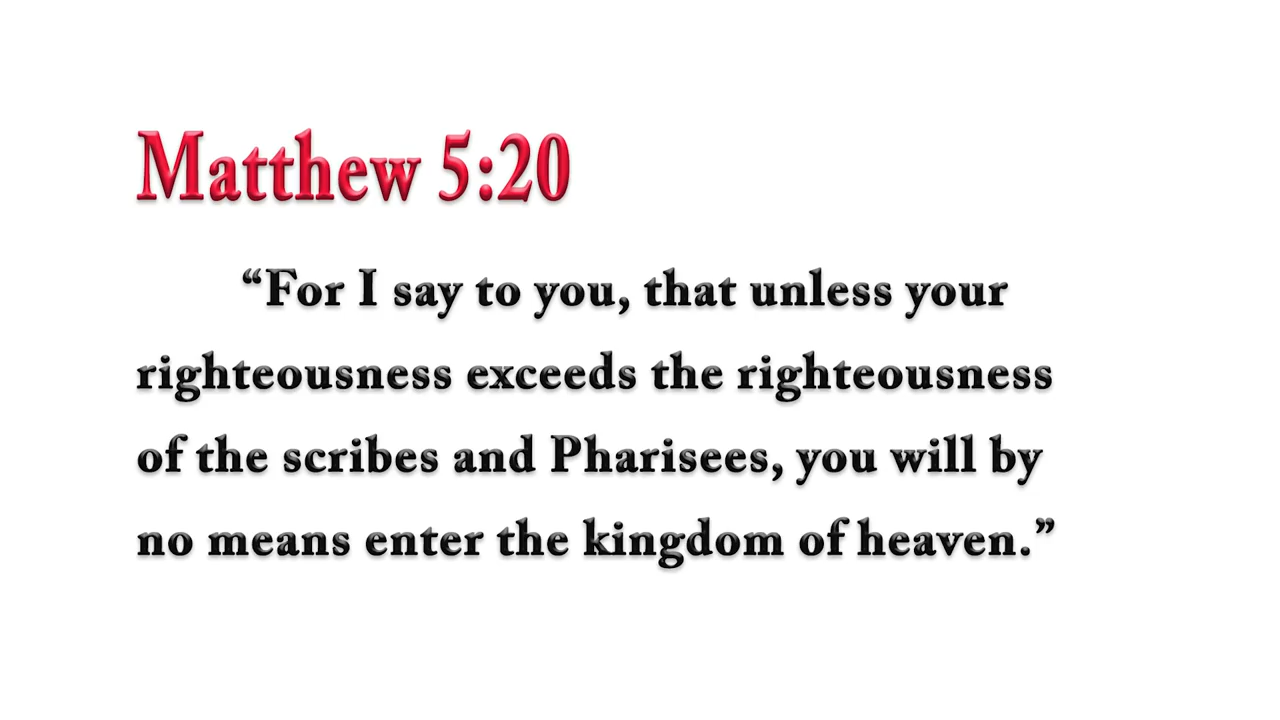 Matthew 5:20
“For I say to you, that unless your
righteousness exceeds the righteousness
of the scribes and Pharisees, you will by
no means enter the kingdom of heaven.”